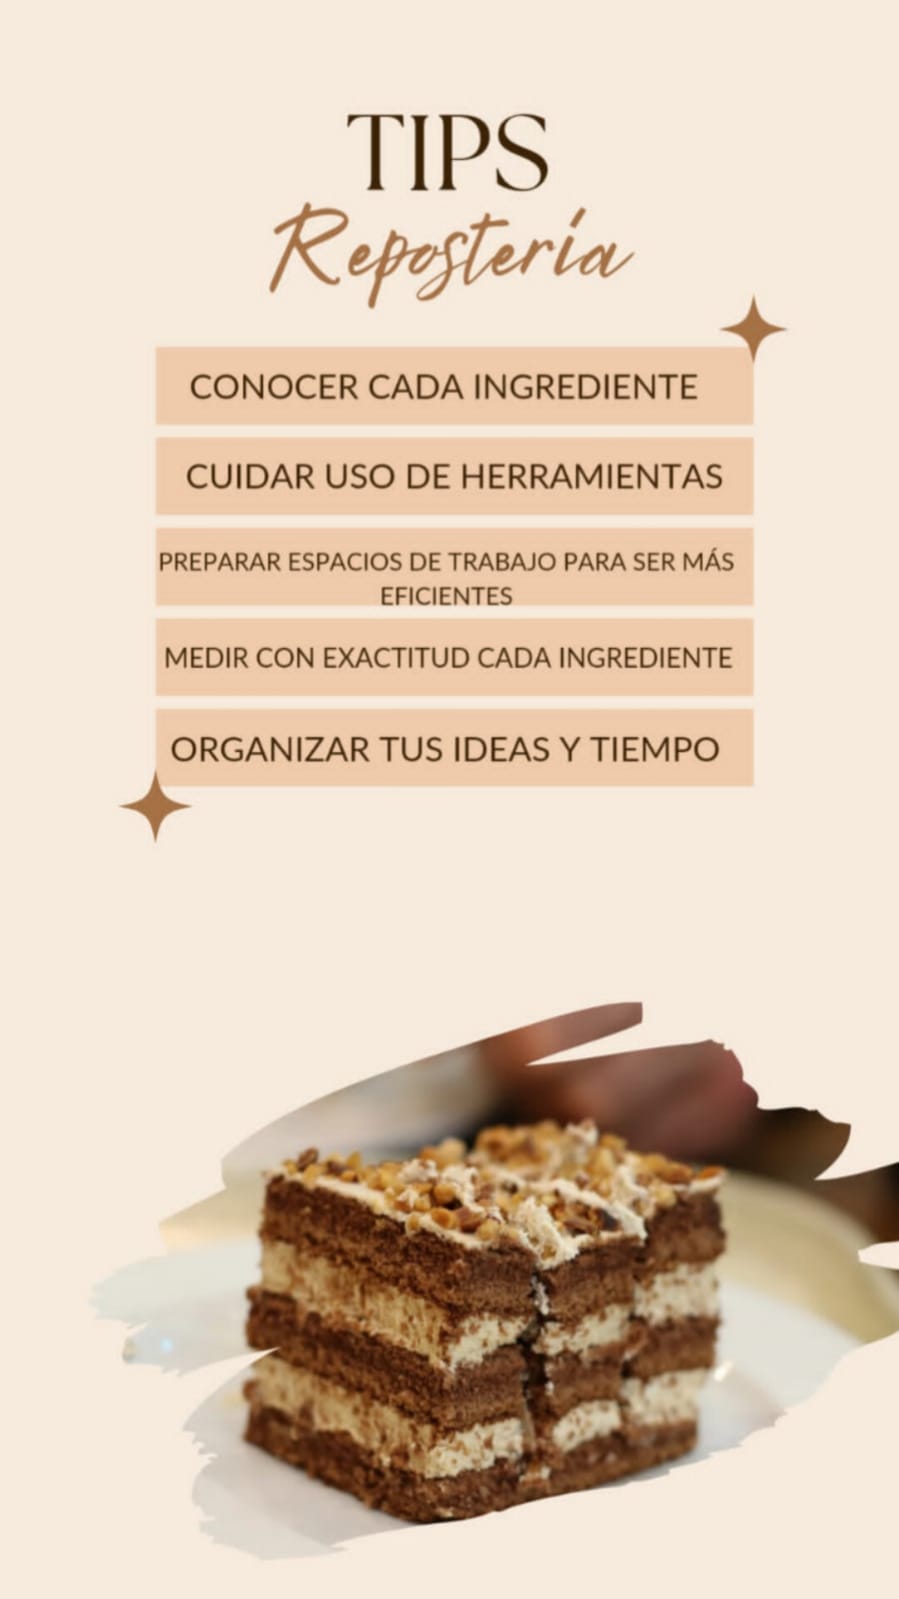 TIPS
Repostería
CONOCER CADA INGREDIENTE
CUIDAR USO DE HERRAMIENTAS
PREPARAR ESPACIOS DE TRABAJO PARA SER MÁS
EFICIENTES
MEDIR CON EXACTITUD CADA INGREDIENTE
ORGANIZAR TUS IDEAS Y TIEMPO